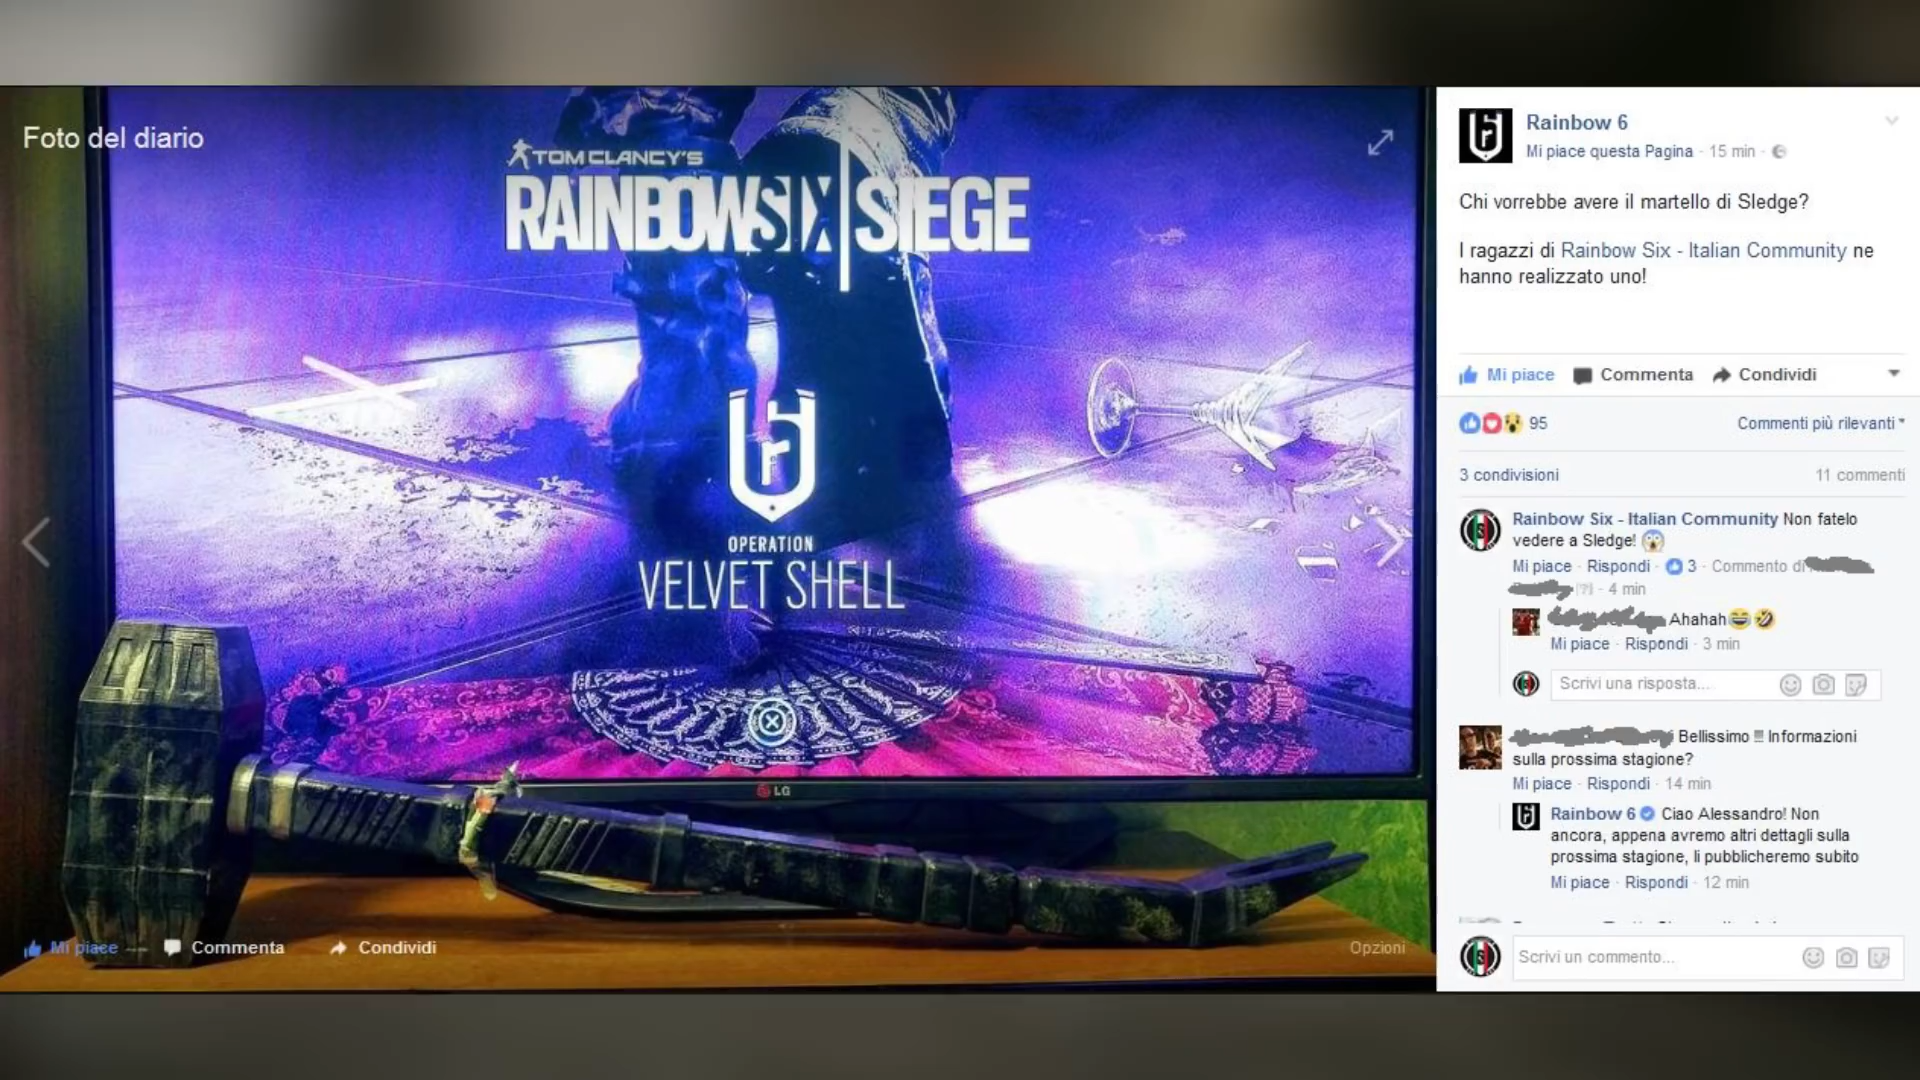 Foto del diario
TOM CLANCY'S
RAINBOWSIX SIEGE
OPERATION
VELVET SHELL
LG
Mi piace
Commenta
Condividi
Opzioni
Rainbow 6
Mi piace questa Pagina · 15 min ·
Chi vorrebbe avere il martello di Sledge?
I ragazzi di Rainbow Six - Italian Community ne
hanno realizzato uno!
Mi piace Commenta Condividi
95 Commenti più rilevanti
3 condivisioni 11 commenti
Rainbow Six - Italian Community Non fatelo
vedere a Sledge!
Mi piace · Rispondi · 3 · Commento di
[?] · 4 min
Ahahah
Mi piace · Rispondi · 3 min
Scrivi una risposta...
Bellissimo !!! Informazioni
sulla prossima stagione?
Mi piace · Rispondi · 14 min
Rainbow 6 Ciao Alessandro! Non
ancora, appena avremo altri dettagli sulla
prossima stagione, li pubblicheremo subito
Mi piace · Rispondi · 12 min
Scrivi un commento...